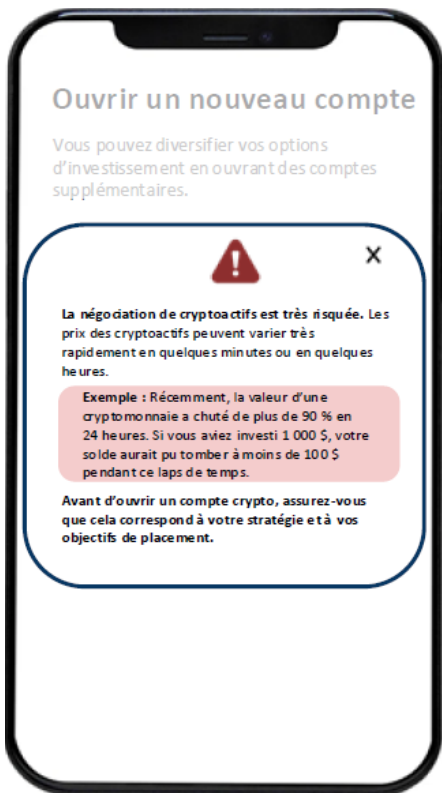 Ouvrir un nouveau compte
Vous pouvez diversifier vos options
d'investissement en ouvrant des comptes
supplémentaires.
X
La négociation de cryptoactifs est très risquée. Les
prix des cryptoactifs peuvent varier très
rapidement en quelques minutes ou en quelques
heures.
Exemple : Récemment, la valeur d'une
cryptomonnaie a chuté de plus de 90 % en
24 heures. Si vous aviez investi 1 000 $, votre
solde aurait pu tomber à moins de 100 $
pendant ce laps de temps.
Avant d'ouvrir un compte crypto, assurez-vous
que cela correspond à votre stratégie et à vos
objectifs de placement.